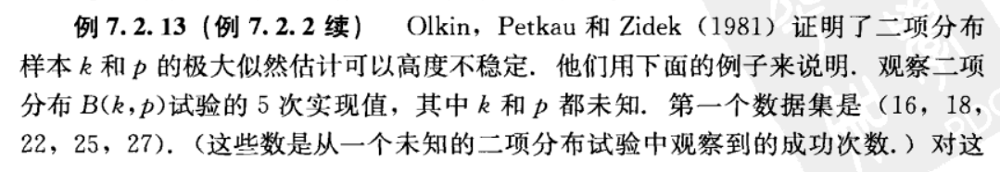 例 7.2.13（例 7.2.2 续） Olkin，Petkau 和 Zidek（1981）证明了二项分布
样本 k 和 p 的极大似然估计可以高度不稳定．他们用下面的例子来说明．观察二项
分布 B(k,p)试验的 5 次实现值，其中 k 和 p 都未知．第一个数据集是（16，18，
22，25，27）．（这些数是从一个未知的二项分布试验中观察到的成功次数．）对这